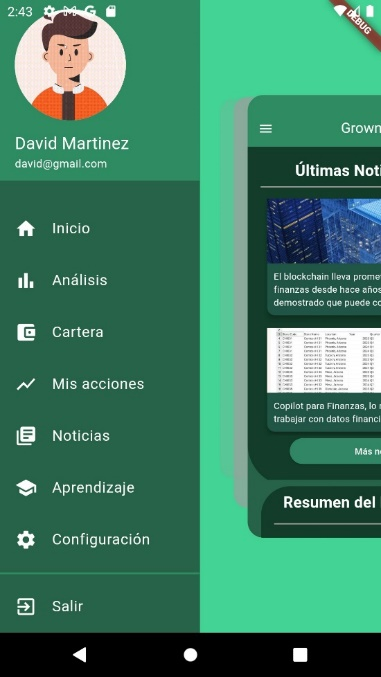 2:43
DEBUG
David Martinez
david@gmail.com
Inicio
Análisis
Cartera
Mis acciones
Noticias
Aprendizaje
Configuración
Salir
Grown
Últimas Noti
El blockchain lleva promet
finanzas desde hace años
demostrado que puede co
Copilot para Finanzas, lo
trabajar con datos financi
Más no
Resumen del